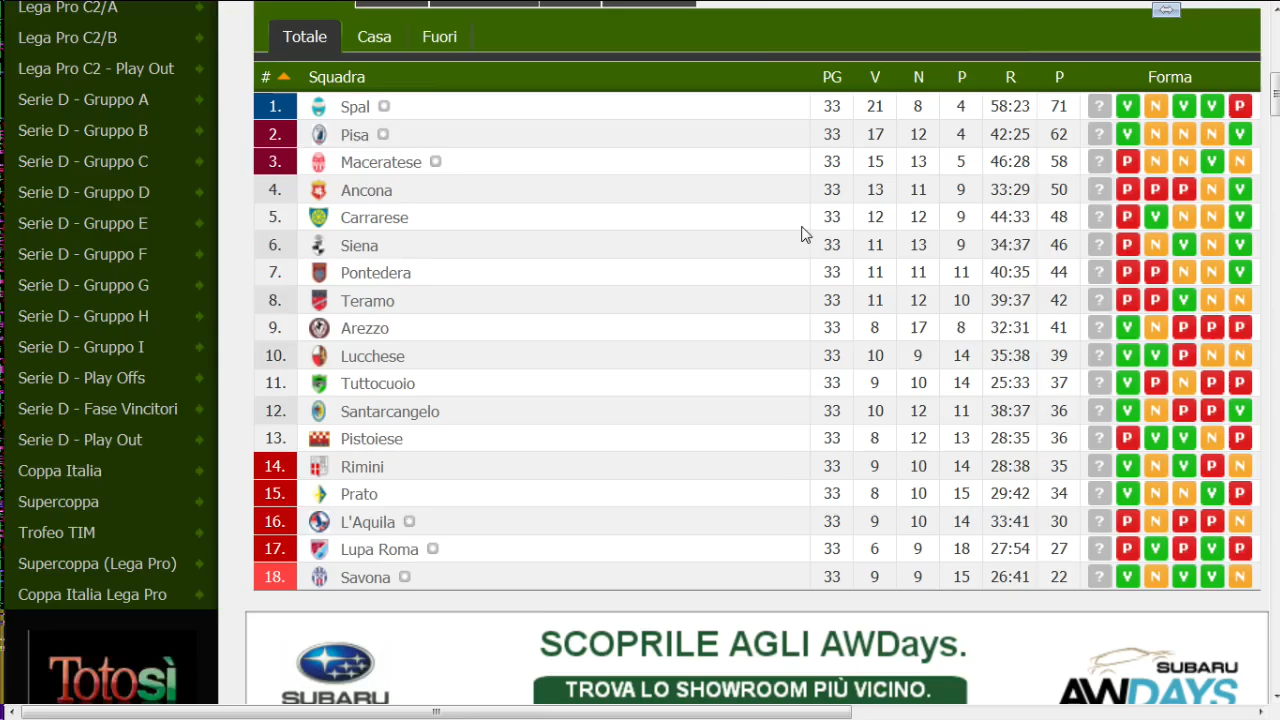 Lega Pro C2/A
Lega Pro C2/B
Lega Pro C2 - Play Out
Serie D - Gruppo A
Serie D - Gruppo B
Serie D - Gruppo C
Serie D - Gruppo D
Serie D - Gruppo E
Serie D - Gruppo F
Serie D - Gruppo G
Serie D - Gruppo H
Serie D - Gruppo I
Serie D - Play Offs
Serie D - Fase Vincitori
Serie D - Play Out
Coppa Italia
Supercoppa
Trofeo TIM
Supercoppa (Lega Pro)
Coppa Italia Lega Pro
Totosì
Totale Casa Fuori
# Squadra PG V N P R P Forma
1. Spal 33 21 8 4 58:23 71 ? V N V V P
2. Pisa 33 17 12 4 42:25 62 ? V N N N V
3. Maceratese 33 15 13 5 46:28 58 ? P N N V N
4. Ancona 33 13 11 9 33:29 50 ? P P P N V
5. Carrarese 33 12 12 9 44:33 48 ? P V N N V
6. Siena 33 11 13 9 34:37 46 ? P N V N V
7. Pontedera 33 11 11 11 40:35 44 ? P P N N V
8. Teramo 33 11 12 10 39:37 42 ? P P V N N
9. Arezzo 33 8 17 8 32:31 41 ? V N P P P
10. Lucchese 33 10 9 14 35:38 39 ? V V P N N
11. Tuttocuoio 33 9 10 14 25:33 37 ? V P N P P
12. Santarcangelo 33 10 12 11 38:37 36 ? V N P P V
13. Pistoiese 33 8 12 13 28:35 36 ? P V V N P
14. Rimini 33 9 10 14 28:38 35 ? V N V P N
15. Prato 33 8 10 15 29:42 34 ? V N N V P
16. L'Aquila 33 9 10 14 33:41 30 ? P N P P N
17. Lupa Roma 33 6 9 18 27:54 27 ? P V P V P
18. Savona 33 9 9 15 26:41 22 ? V N V V N
SUBARU
SCOPRILE AGLI AWDays.
TROVA LO SHOWROOM PIÙ VICINO.
SUBARU
AWDAYS